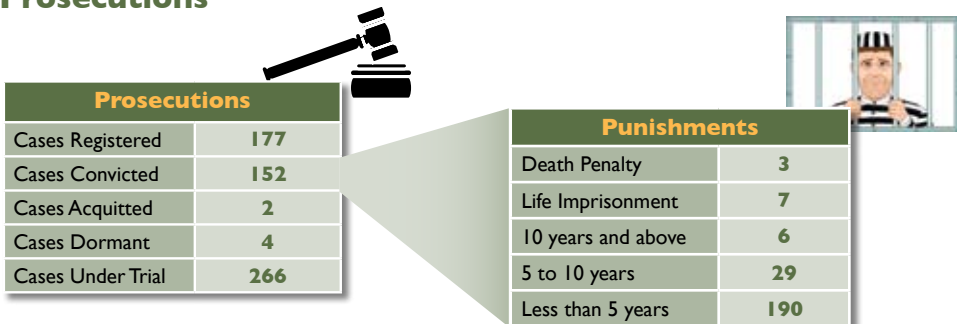 Prosecutions
Prosecutions
Cases Registered 177
Cases Convicted 152
Cases Acquitted 2
Cases Dormant 4
Cases Under Trial 266
Punishments
Death Penalty 3
Life Imprisonment 7
10 years and above 6
5 to 10 years 29
Less than 5 years 190